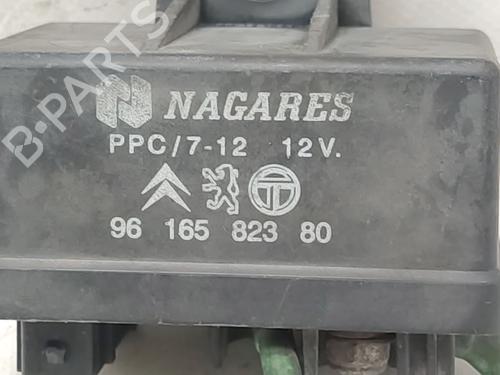 B-PARTS
NAGARES
PPC/7-12 12V.
96 165 823 80